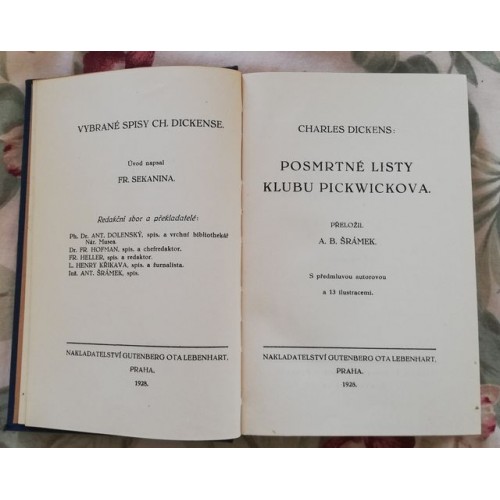 VYBRANÉ SPISY CH. DICKENSE.
Úvod napsal
FR. SEKANINA.
Redakční sbor a překladatelé:
Ph. Dr. ANT. DOLENSKÝ, spis. a vrchní bibliothekář
Nár. Musea.
Dr. FR. HOFMAN, spis. a chefredaktor.
FR. HELLER, spis. a redaktor.
L. HENRY KŘIKAVA, spis. a žurnalista.
Inž. ANT. ŠRÁMEK, spis.
NAKLADATELSTVÍ GUTENBERG OTA LEBENHART,
PRAHA.
1928.
CHARLES DICKENS:
POSMRTNÉ LISTY
KLUBU PICKWICKOVA.
PŘELOŽIL
A. B. ŠRÁMEK.
S předmluvou autorovou
a 13 ilustracemi.
NAKLADATELSTVÍ GUTENBERG OTA LEBENHART,
PRAHA.
1928.